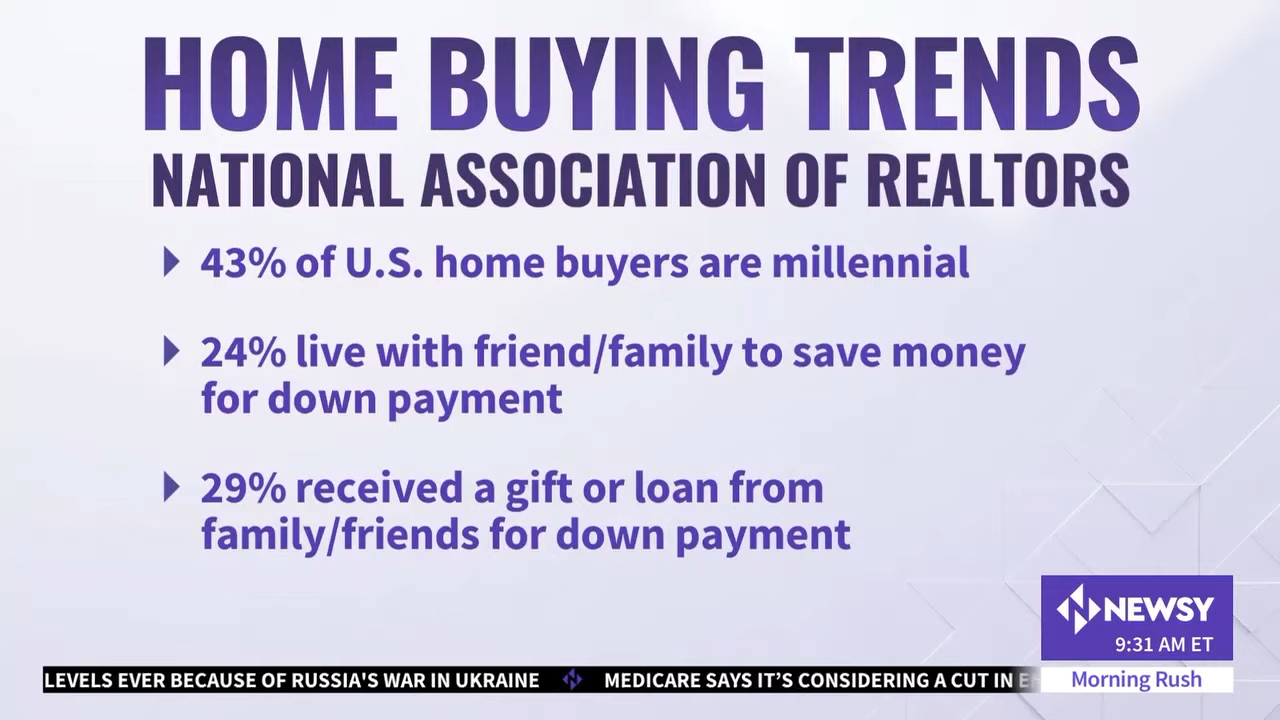 HOME BUYING TRENDS
NATIONAL ASSOCIATION OF REALTORS
43% of U.S. home buyers are millennial
24% live with friend/family to save money
for down payment
29% received a gift or loan from
family/friends for down payment
NEWSY
9:31 AM ET
LEVELS EVER BECAUSE OF RUSSIA'S WAR IN UKRAINE MEDICARE SAYS IT’S CONSIDERING A CUT IN
Morning Rush